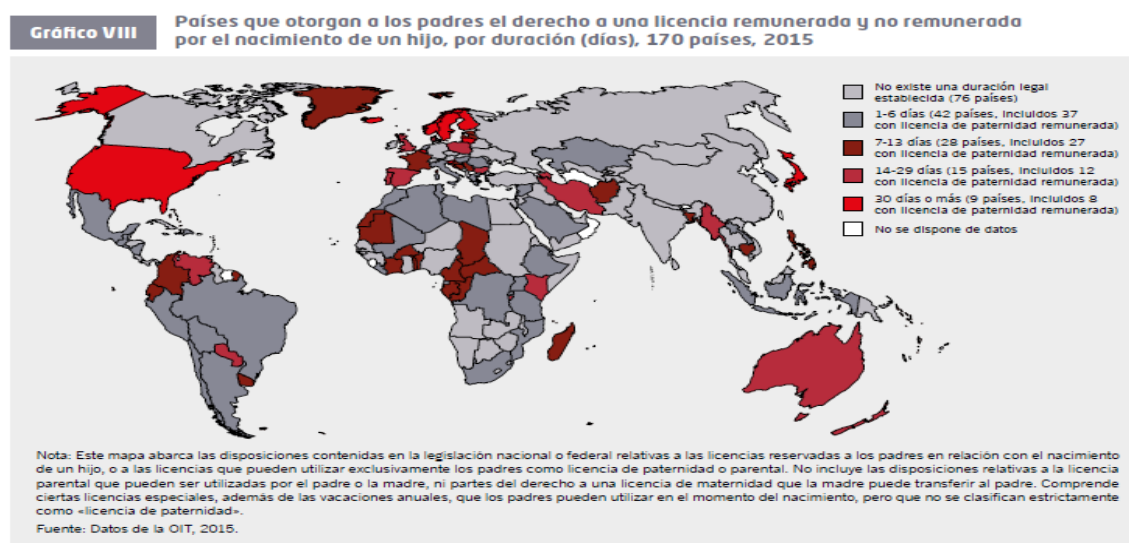 Gráfico VIII
Países que otorgan a los padres el derecho a una licencia remunerada y no remunerada
por el nacimiento de un hijo, por duración (días), 170 países, 2015
No existe una duración legal
establecida (76 países)
1-6 días (42 países, incluidos 37
con licencia de paternidad remunerada)
7-13 días (28 países, incluidos 27
con licencia de paternidad remunerada)
14-29 días (15 países, incluidos 12
con licencia de paternidad remunerada)
30 días o más (9 países, incluidos 8
con licencia de paternidad remunerada)
No se dispone de datos
Nota: Este mapa abarca las disposiciones contenidas en la legislación nacional o federal relativas a las licencias reservadas a los padres en relación con el nacimiento
de un hijo, o a las licencias que pueden utilizar exclusivamente los padres como licencia de paternidad o parental. No incluye las disposiciones relativas a la licencia
parental que pueden ser utilizadas por el padre o la madre, ni partes del derecho a una licencia de maternidad que la madre puede transferir al padre. Comprende
ciertas licencias especiales, además de las vacaciones anuales, que los padres pueden utilizar en el momento del nacimiento, pero que no se clasifican estrictamente
como «licencia de paternidad».
Fuente: Datos de la OIT, 2015.